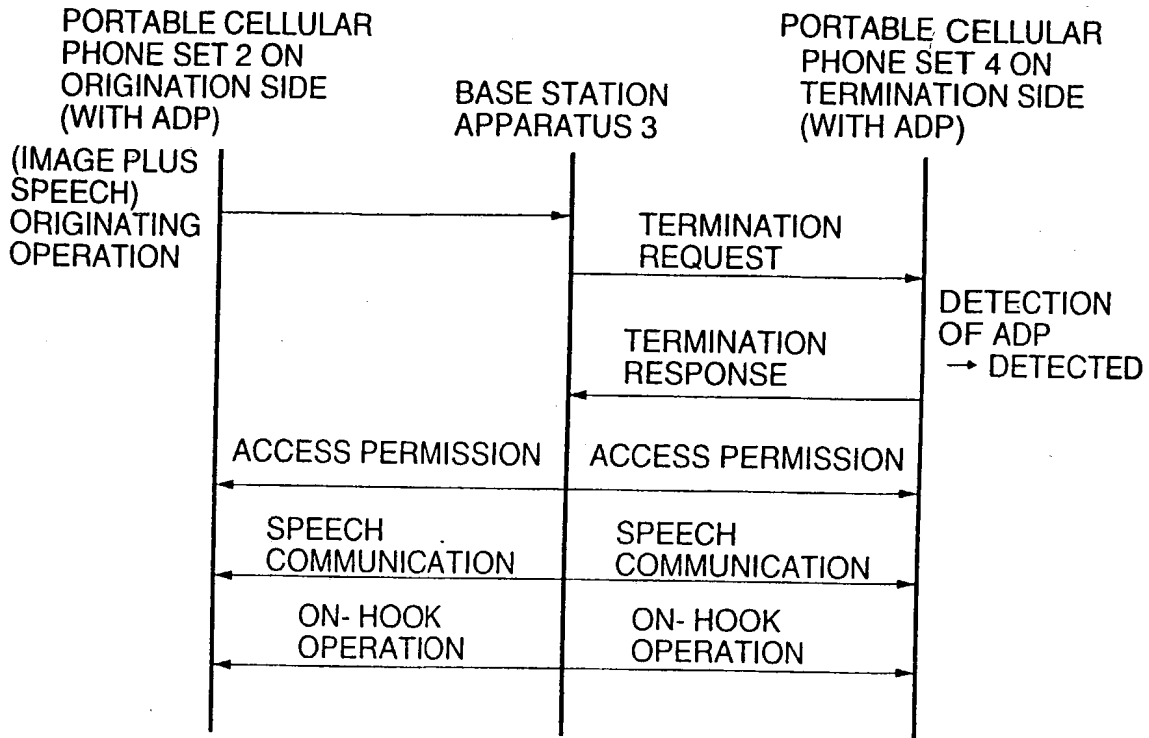 PORTABLE CELLULAR
PHONE SET 2 ON
ORIGINATION SIDE
(WITH ADP)
BASE STATION
APPARATUS 3
PORTABLE CELLULAR
PHONE SET 4 ON
TERMINATION SIDE
(WITH ADP)
(IMAGE PLUS
SPEECH)
ORIGINATING
OPERATION
TERMINATION
REQUEST
DETECTION
OF ADP
→ DETECTED
TERMINATION
RESPONSE
ACCESS PERMISSION
ACCESS PERMISSION
SPEECH
COMMUNICATION
SPEECH
COMMUNICATION
ON- HOOK
OPERATION
ON- HOOK
OPERATION